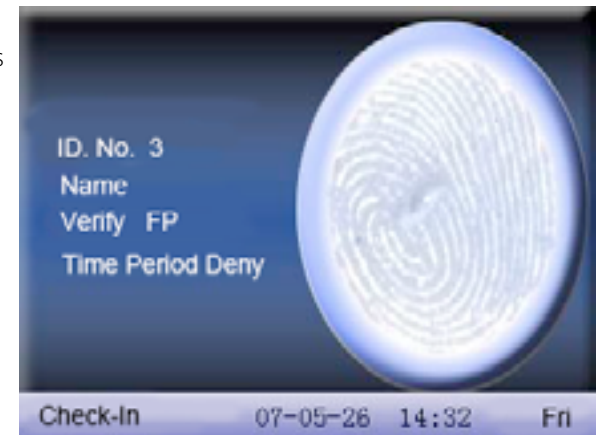 s
ID. No. 3
Name
Verify FP
Time Period Deny
Check-In 07-05-26 14:32 Fri